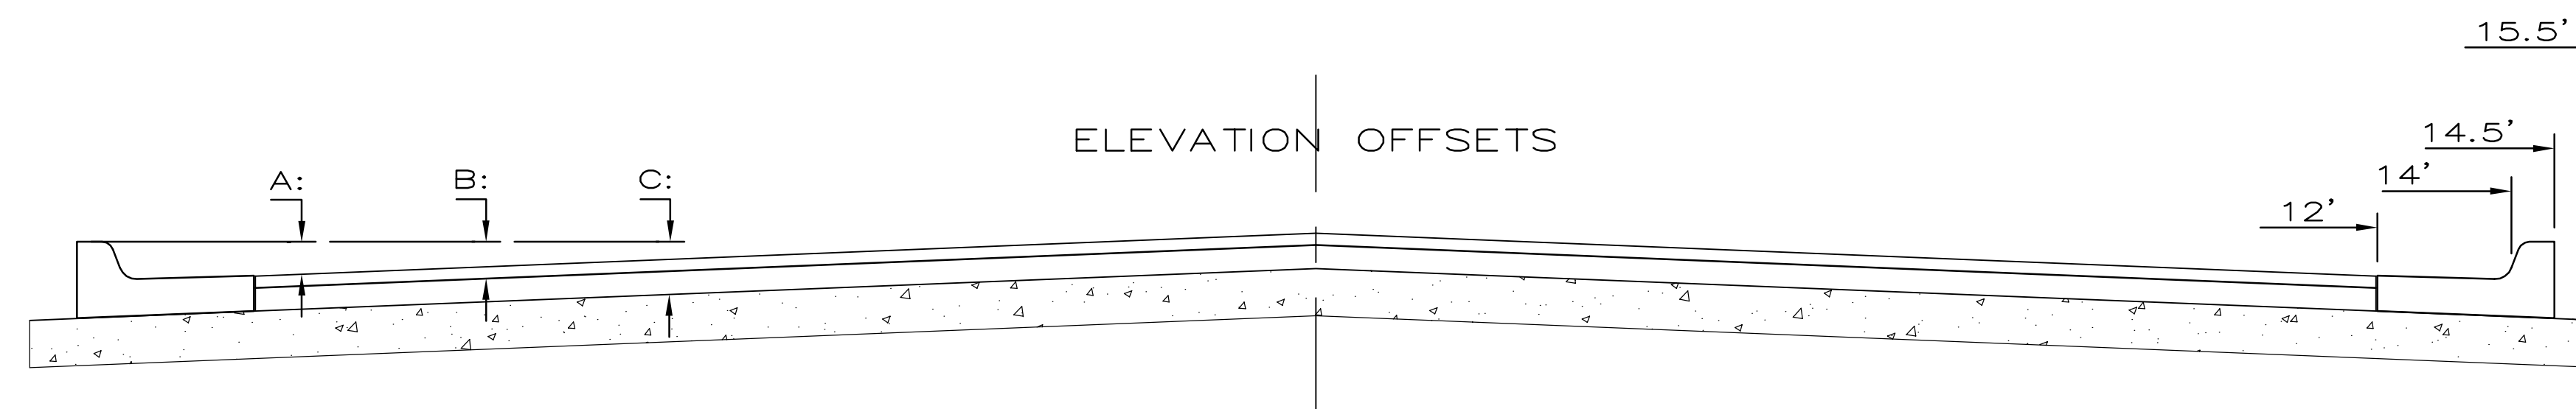 15.5'
ELEVATION OFFSETS
14.5'
A:
B:
C:
14'
12'